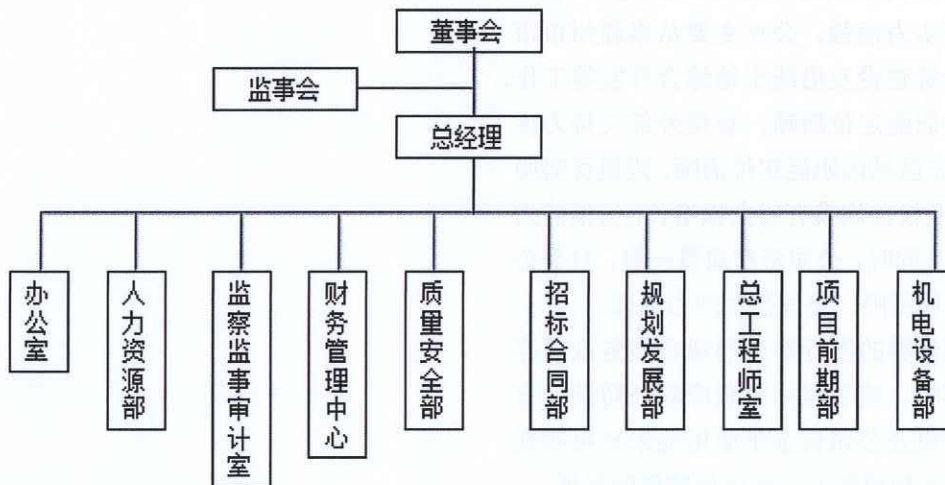 董事会
监事会
总经理
办公室
人力资源部
监察监事审计室
财务管理中心
质量安全部
招标合同部
规划发展部
总工程师室
项目前期部
机电设备部